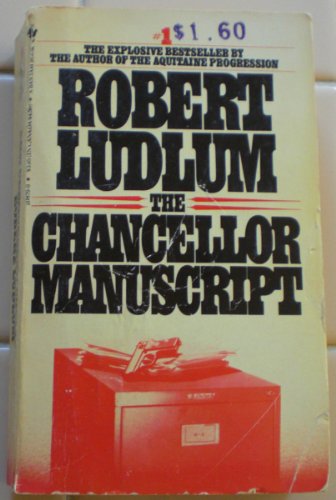 #1 $1.60
THE EXPLOSIVE BESTSELLER BY
THE AUTHOR OF THE AQUITAINE PROGRESSION
ROBERT
LUDLUM
THE
CHANCELLOR
MANUSCRIPT